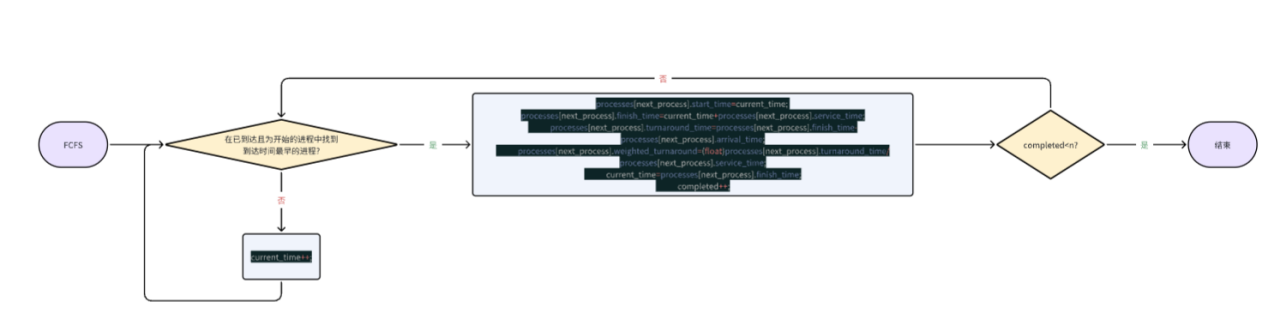 否
processes[next_process].start_time=current_time;
processes[next_process].finish_time=current_time+processes[next_process].service_time;
processes[next_process].turnaround_time=processes[next_process].finish_time-
processes[next_process].arrival_time;
processes[next_process].weighted_turnaround=(float)processes[next_process].turnaround_time/
processes[next_process].service_time;
current_time=processes[next_process].finish_time;
completed++;
FCFS
在已到达且为开始的进程中找到
到达时间最早的进程?
是
completed<n?
是
结束
否
current_time++;